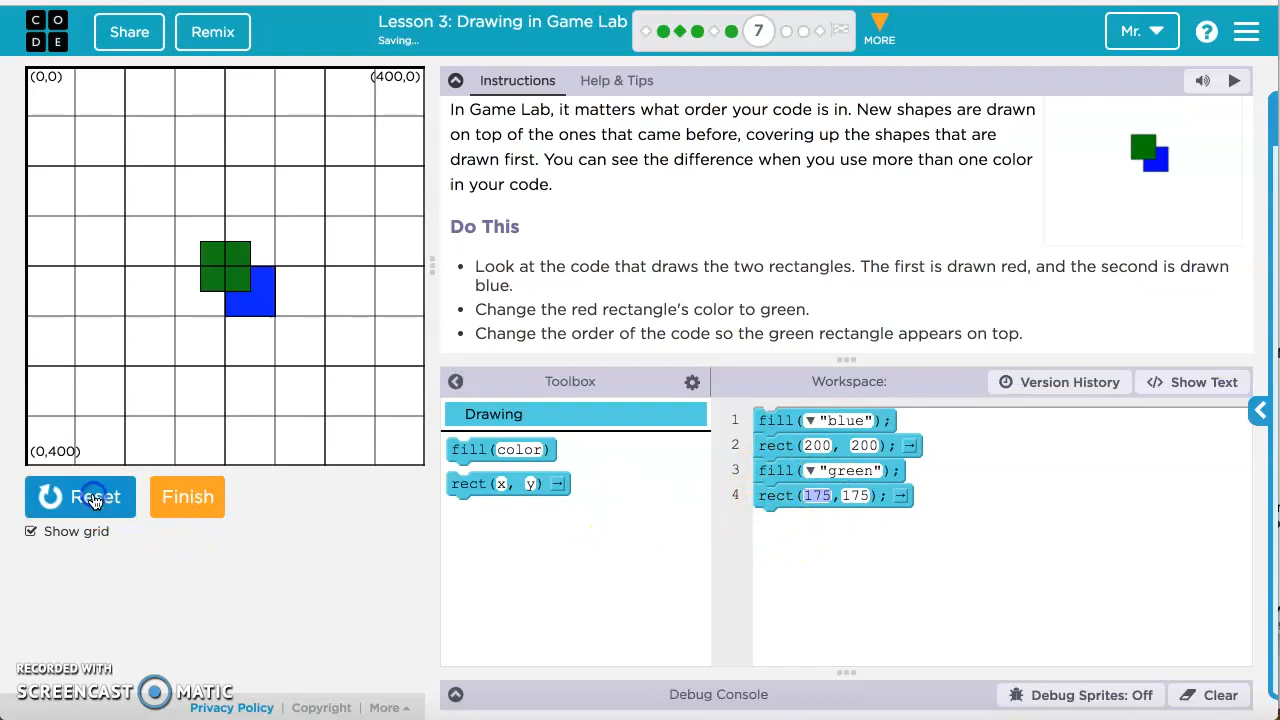 C O
D E
Share
Remix
Lesson 3: Drawing in Game Lab
Saving...
7
MORE
Mr.
?
(0,0)
(400,0)
(0,400)
Reset
Finish
Show grid
Instructions
Help & Tips
In Game Lab, it matters what order your code is in. New shapes are drawn
on top of the ones that came before, covering up the shapes that are
drawn first. You can see the difference when you use more than one color
in your code.
Do This
• Look at the code that draws the two rectangles. The first is drawn red, and the second is drawn
blue.
• Change the red rectangle's color to green.
• Change the order of the code so the green rectangle appears on top.
Toolbox
Workspace:
Version History
</> Show Text
Drawing
fill(color)
rect(x, y)
1 fill("blue");
2 rect(200, 200);
3 fill("green");
4 rect(175,175);
Debug Console
Debug Sprites: Off
Clear
RECORDED WITH
SCREENCAST MATIC
Privacy Policy | Copyright | More